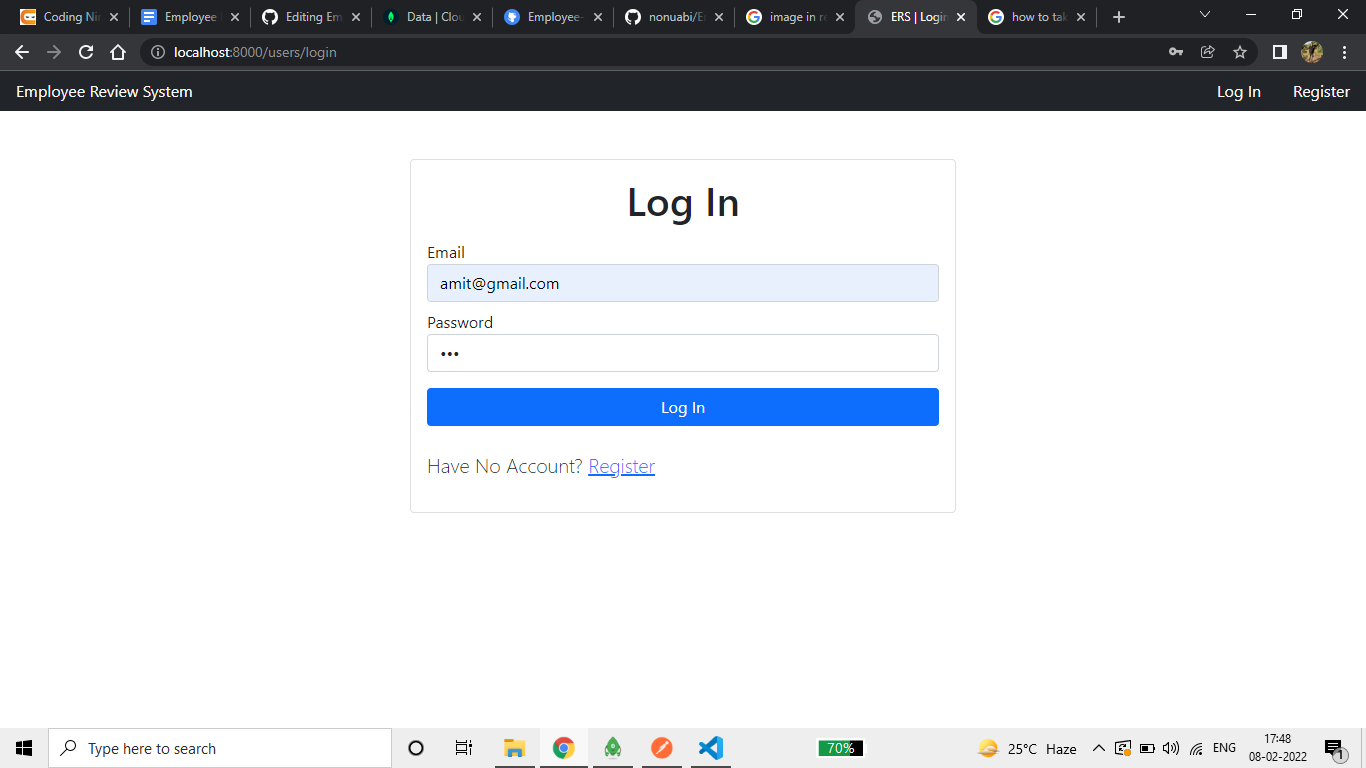 Coding Nin
Employee
Editing Em
Data | Clou
Employee-
nonuabi/E
image in r
ERS | Login
how to tak
localhost:8000/users/login
Employee Review System
Log In
Register
Log In
Email
amit@gmail.com
Password
•••
Log In
Have No Account? Register
Type here to search
70%
25°C Haze
ENG
17:48
08-02-2022
1